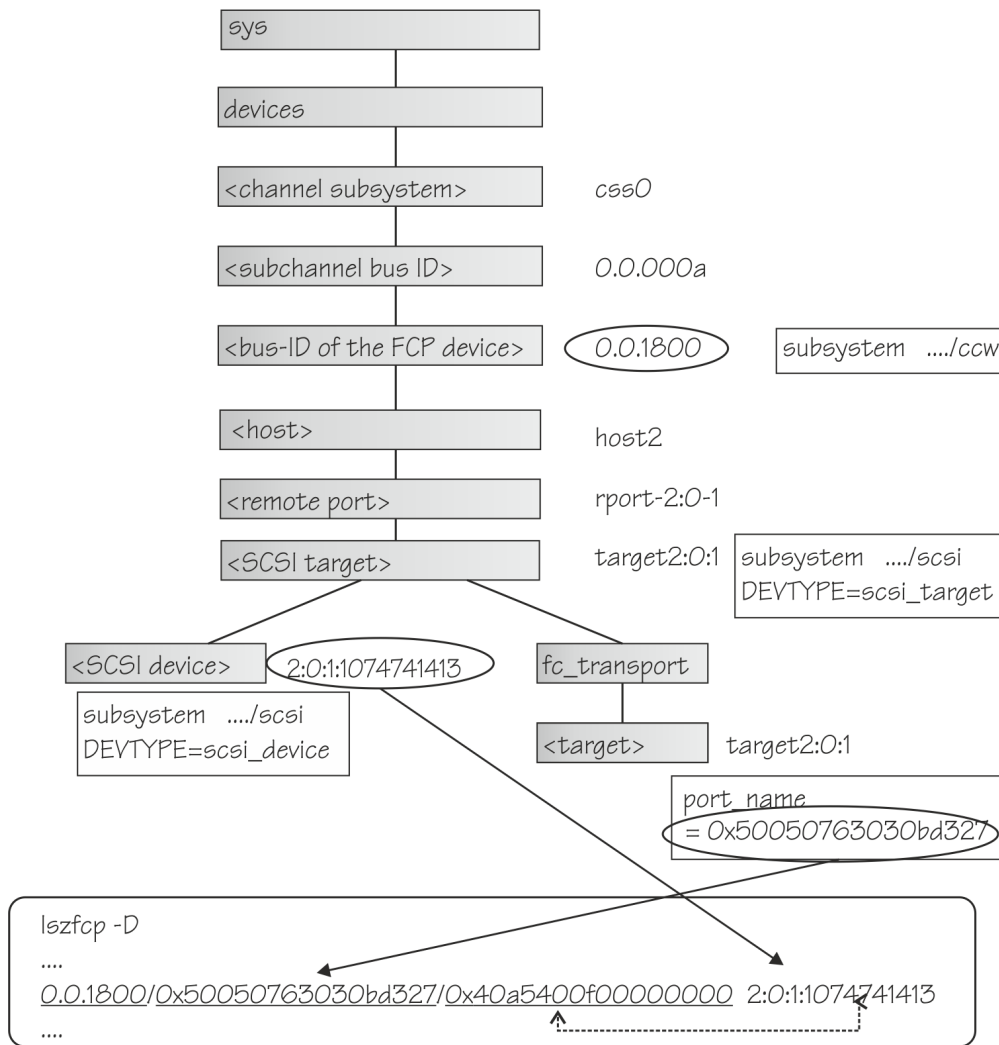 sys
devices
<channel subsystem> css0
<subchannel bus ID> 0.0.000a
<bus-ID of the FCP device> 0.0.1800 subsystem ..../ccw
<host> host2
<remote port> rport-2:0-1
<SCSI target> target2:0:1
subsystem ..../scsi
DEVTYPE=scsi_target
<SCSI device> 2:0:1:1074741413
subsystem ..../scsi
DEVTYPE=scsi_device
fc_transport
<target> target2:0:1
port_name
= 0x50050763030bd327
lszfcp -D
....
0.0.1800/0x50050763030bd327/0x40a5400f00000000 2:0:1:1074741413
....